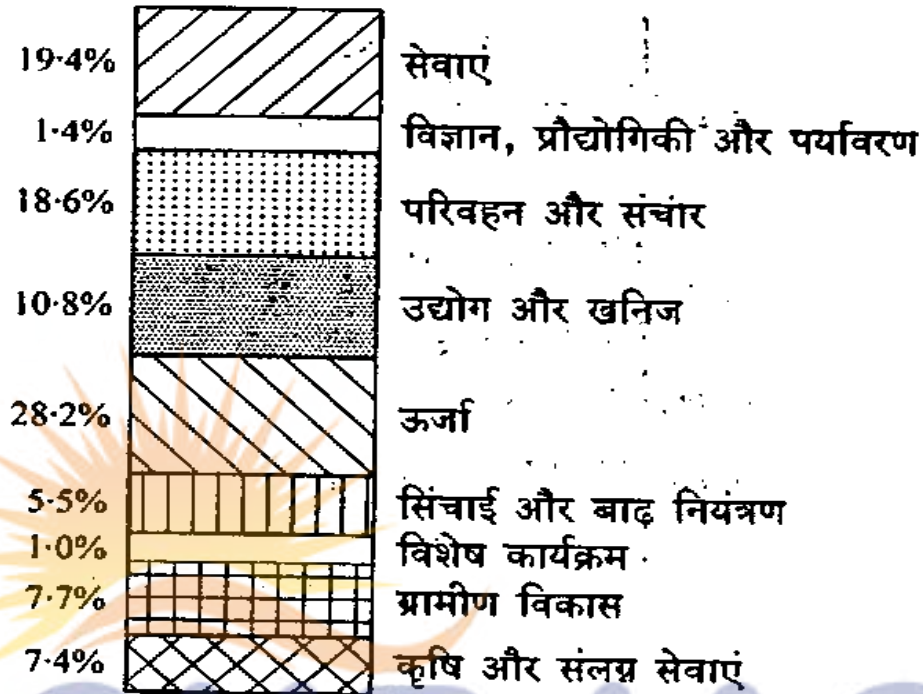 19·4% सेवाएं
1·4% विज्ञान, प्रौद्योगिकी और पर्यावरण
18·6% परिवहन और संचार
10·8% उद्योग और खनिज
28·2% ऊर्जा
5·5% सिंचाई और बाढ़ नियंत्रण
1·0% विशेष कार्यक्रम
7·7% ग्रामीण विकास
7·4% कृषि और संलग्न सेवाएं